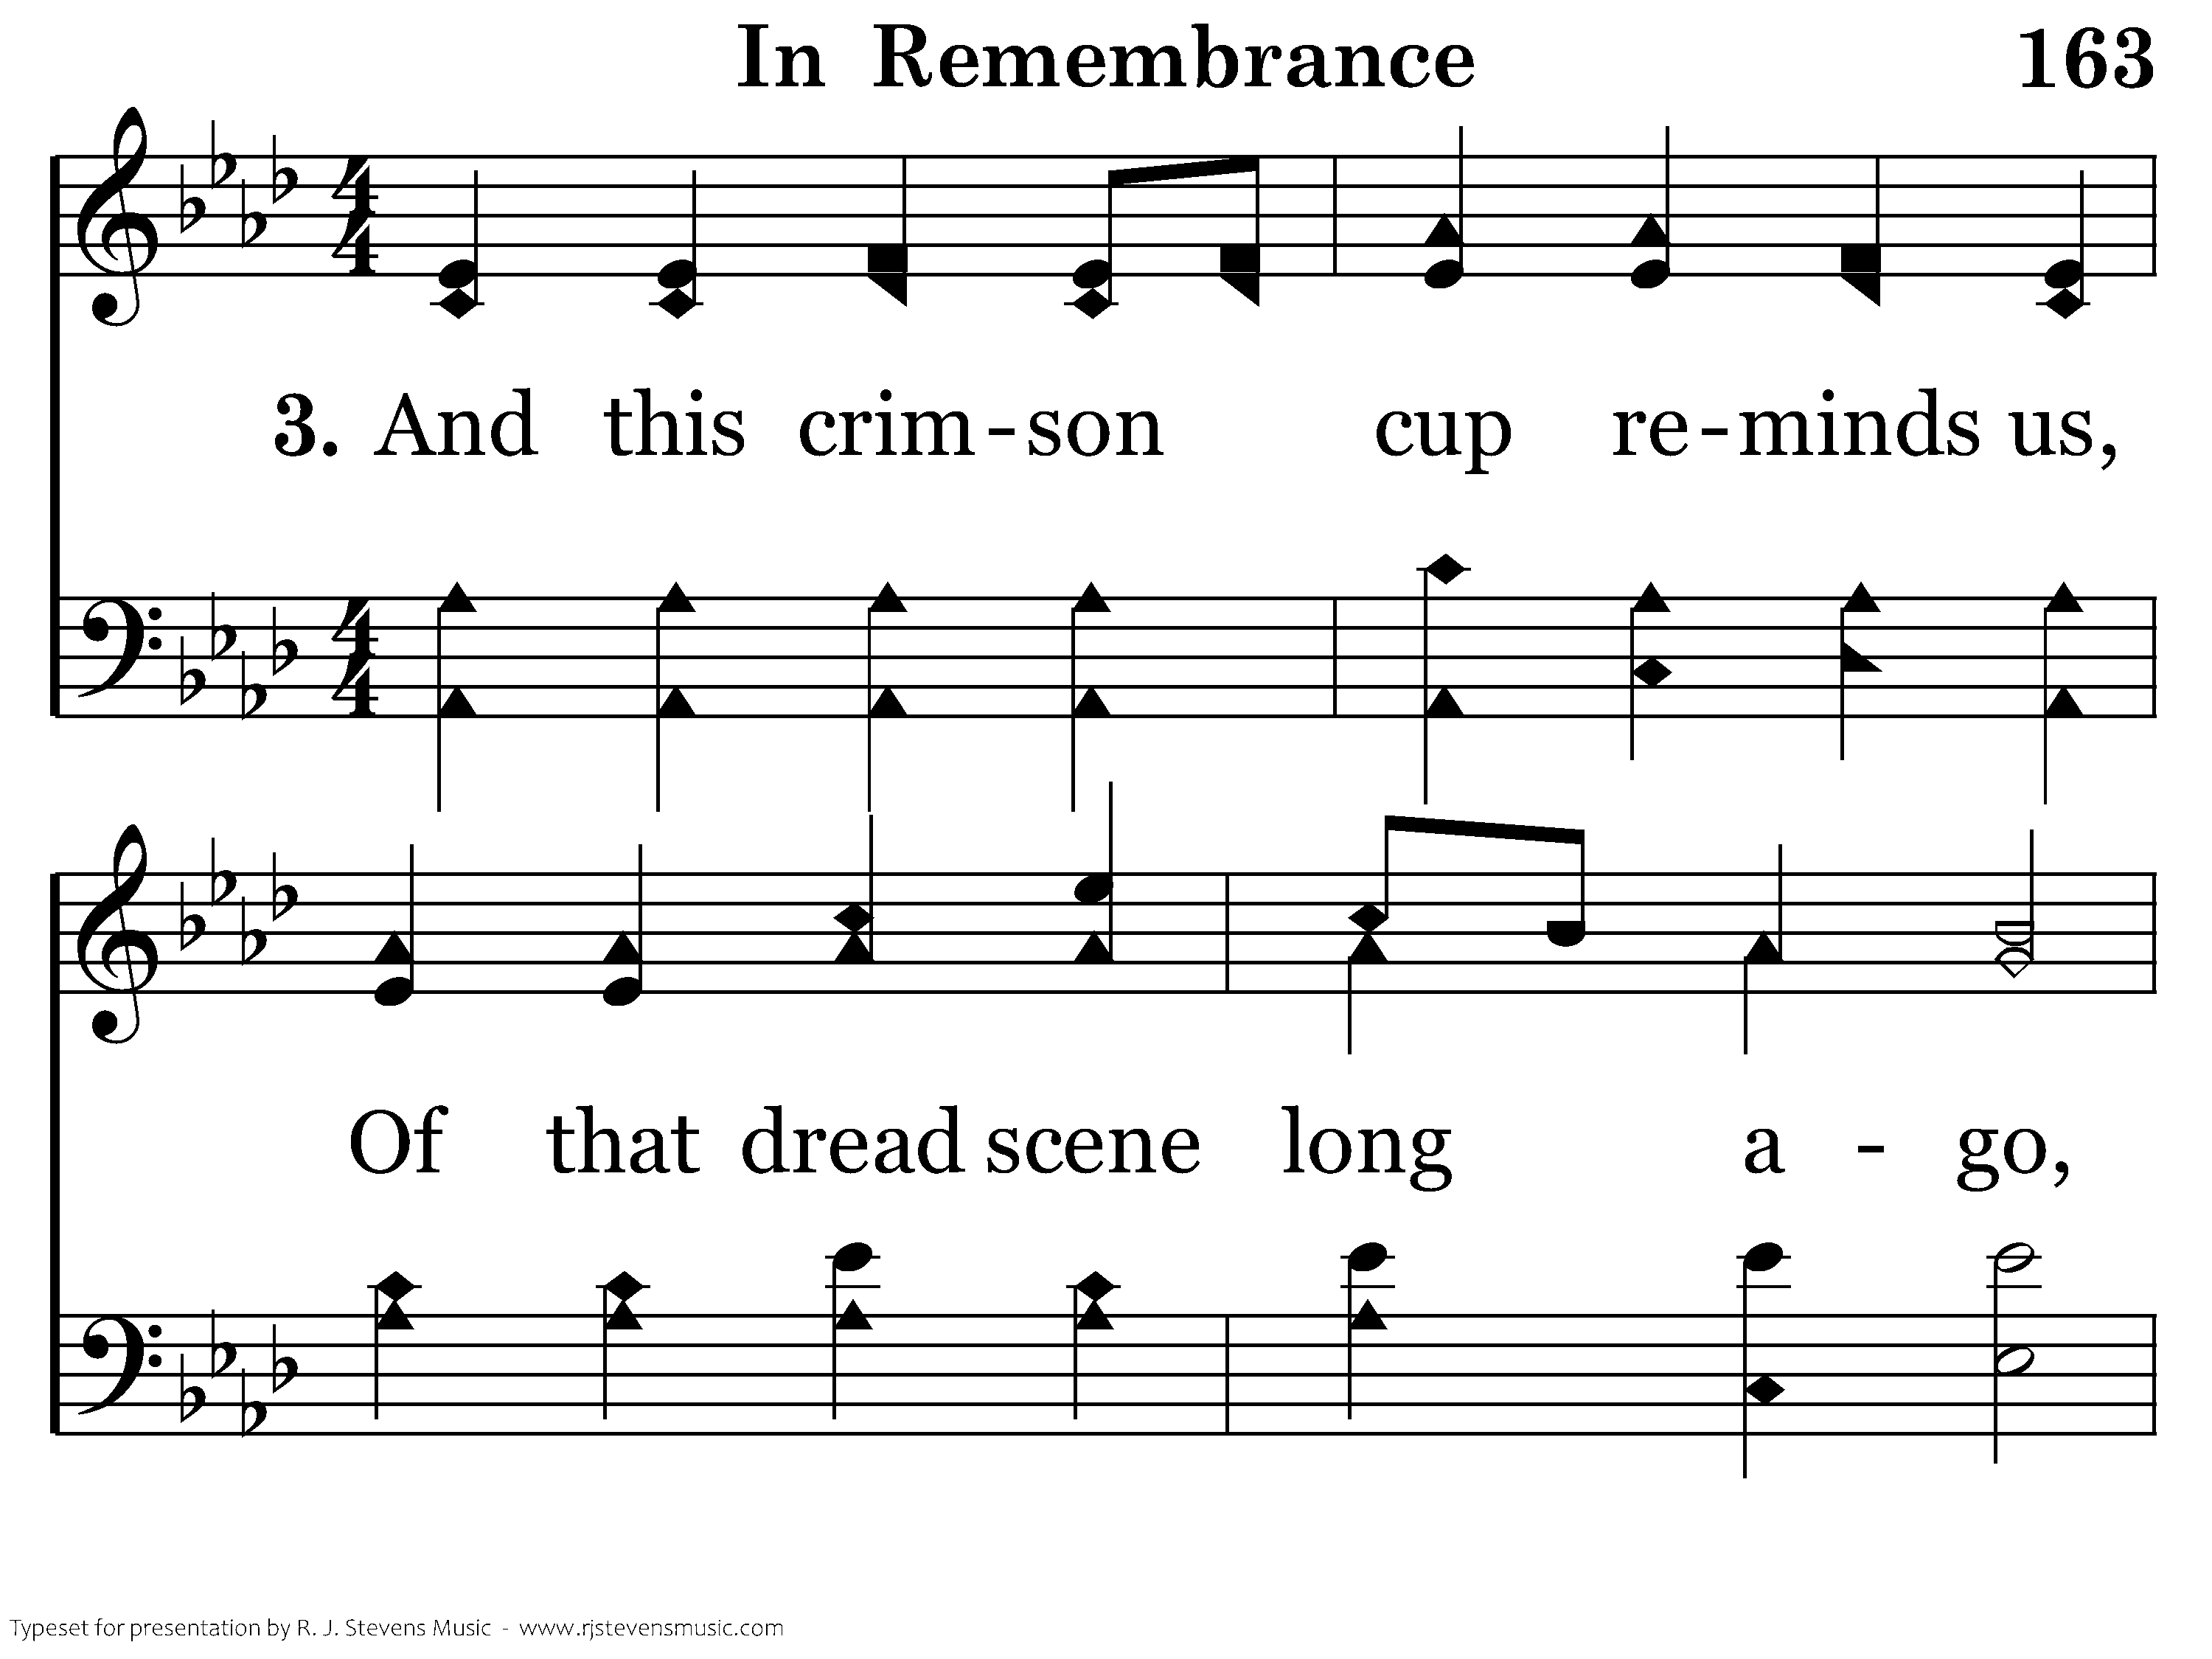 In Remembrance 163
3. And this crim-son cup re-minds us,
Of that dread scene long a - go,
Typeset for presentation by R. J. Stevens Music - www.rjstevensmusic.com